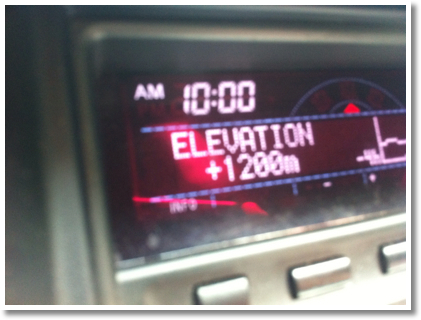 AM 10:00
ELEVATION
+1200m
INFO